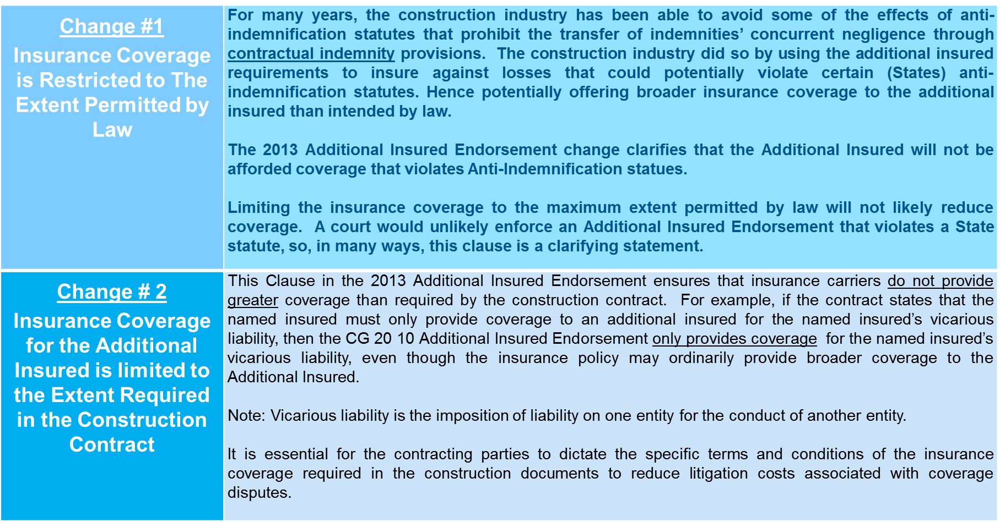 Change #1
Insurance Coverage
is Restricted to The
Extent Permitted by
Law
For many years, the construction industry has been able to avoid some of the effects of anti-
indemnification statutes that prohibit the transfer of indemnities’ concurrent negligence through
contractual indemnity provisions.  The construction industry did so by using the additional insured
requirements to insure against losses that could potentially violate certain (States) anti-
indemnification statutes. Hence potentially offering broader insurance coverage to the additional
insured than intended by law.
The 2013 Additional Insured Endorsement change clarifies that the Additional Insured will not be
afforded coverage that violates Anti-Indemnification statues.
Limiting the insurance coverage to the maximum extent permitted by law will not likely reduce
coverage.  A court would unlikely enforce an Additional Insured Endorsement that violates a State
statute, so, in many ways, this clause is a clarifying statement.
Change # 2
Insurance Coverage
for the Additional
Insured is limited to
the Extent Required
in the Construction
Contract
This Clause in the 2013 Additional Insured Endorsement ensures that insurance carriers do not provide
greater coverage than required by the construction contract.  For example, if the contract states that the
named insured must only provide coverage to an additional insured for the named insured’s vicarious
liability, then the CG 20 10 Additional Insured Endorsement only provides coverage  for the named insured’s
vicarious liability, even though the insurance policy may ordinarily provide broader coverage to the
Additional Insured.
Note: Vicarious liability is the imposition of liability on one entity for the conduct of another entity.
It is essential for the contracting parties to dictate the specific terms and conditions of the insurance
coverage required in the construction documents to reduce litigation costs associated with coverage
disputes.